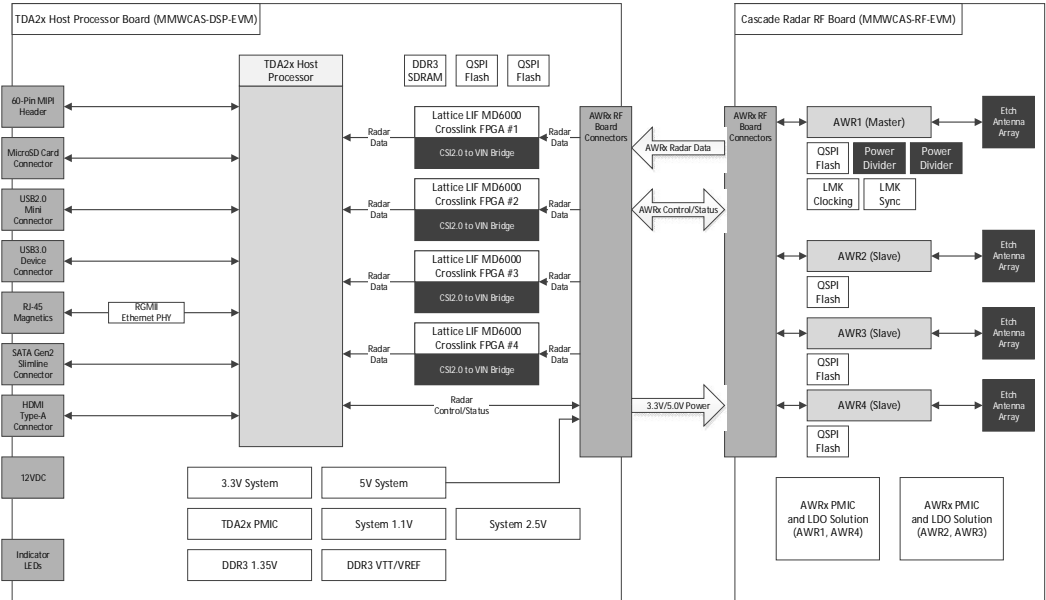 TDA2x Host Processor Board (MMWCAS-DSP-EVM)
Cascade Radar RF Board (MMWCAS-RF-EVM)
TDA2x Host
Processor
DDR3
SDRAM
QSPI
Flash
QSPI
Flash
60-Pin MIPI
Header
MicroSD Card
Connector
USB2.0
Mini
Connector
USB3.0
Device
Connector
RJ-45
Magnetics
RGMII
Ethernet PHY
SATA Gen2
Slimline
Connector
HDMI
Type-A
Connector
12VDC
Indicator
LEDs
Radar
Data
Lattice LIF MD6000
Crosslink FPGA #1
CSI2.0 to VIN Bridge
Radar
Data
Radar
Data
Lattice LIF MD6000
Crosslink FPGA #2
CSI2.0 to VIN Bridge
Radar
Data
Radar
Data
Lattice LIF MD6000
Crosslink FPGA #3
CSI2.0 to VIN Bridge
Radar
Data
Radar
Data
Lattice LIF MD6000
Crosslink FPGA #4
CSI2.0 to VIN Bridge
Radar
Data
Radar
Control/Status
AWRx RF
Board
Connectors
AWRx Radar Data
AWRx Control/Status
3.3V/5.0V Power
AWRx RF
Board
Connectors
AWR1 (Master)
Etch
Antenna
Array
QSPI
Flash
Power
Divider
Power
Divider
LMK
Clocking
LMK
Sync
AWR2 (Slave)
Etch
Antenna
Array
QSPI
Flash
AWR3 (Slave)
Etch
Antenna
Array
QSPI
Flash
AWR4 (Slave)
Etch
Antenna
Array
QSPI
Flash
3.3V System
5V System
TDA2x PMIC
System 1.1V
System 2.5V
DDR3 1.35V
DDR3 VTT/VREF
AWRx PMIC
and LDO Solution
(AWR1, AWR4)
AWRx PMIC
and LDO Solution
(AWR2, AWR3)